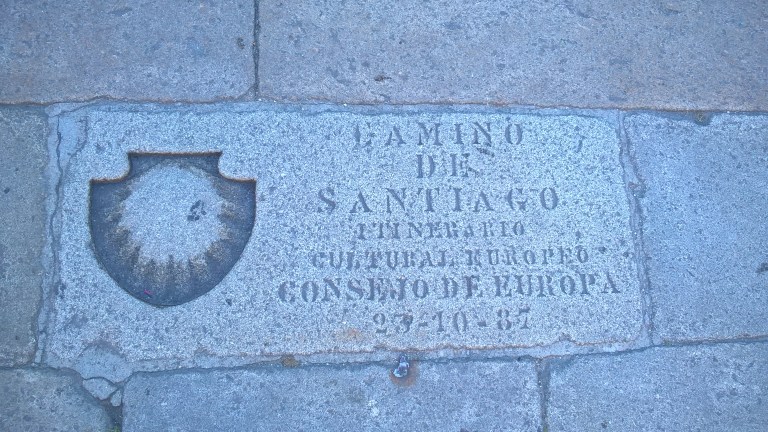 CAMINO
DE
SANTIAGO
ITINERARIO
CULTURAL EUROPEO
CONSEJO DE EUROPA
23-10-87